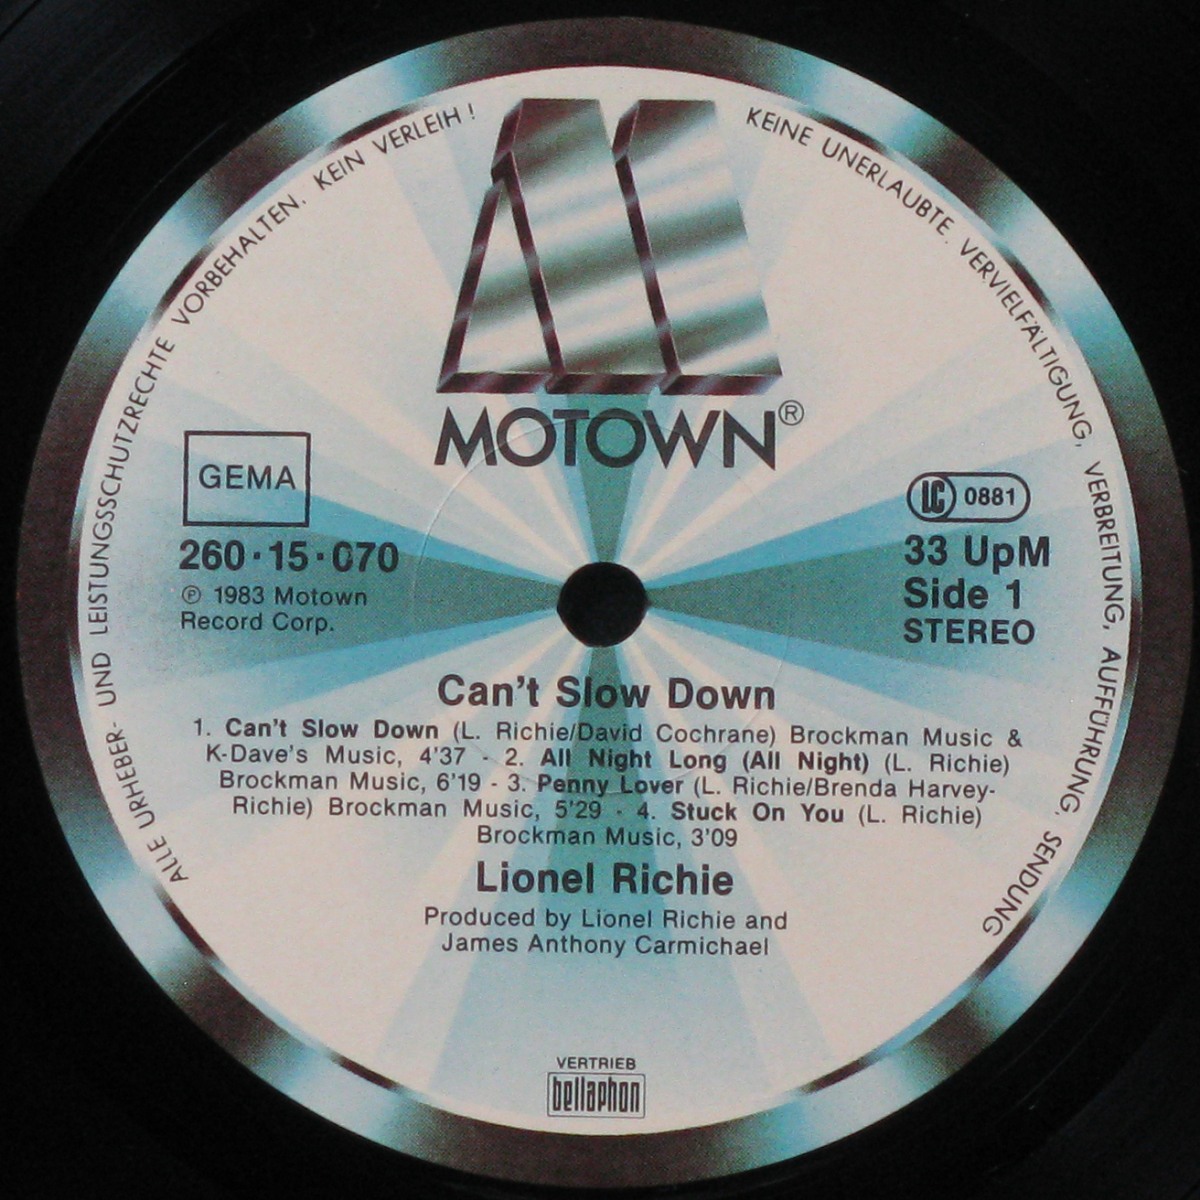 ALLE URHEBER- UND LEISTUNGSSCHUTZRECHTE VORBEHALTEN. KEIN VERLEIH!
KEINE UNERLAUBTE. VERVIELFÄLTIGUNG, VERBREITUNG, AUFFÜHRUNG, SENDUNG
MOTOWN®
GEMA
260·15·070
℗ 1983 Motown
Record Corp.
LC 0881
33 UpM
Side 1
STEREO
Can't Slow Down
1. Can't Slow Down (L. Richie/David Cochrane) Brockman Music &
K-Dave's Music, 4'37 - 2. All Night Long (All Night) (L. Richie)
Brockman Music, 6'19 - 3. Penny Lover (L. Richie/Brenda Harvey-
Richie) Brockman Music, 5'29 - 4. Stuck On You (L. Richie)
Brockman Music, 3'09
Lionel Richie
Produced by Lionel Richie and
James Anthony Carmichael
VERTRIEB
bellaphon